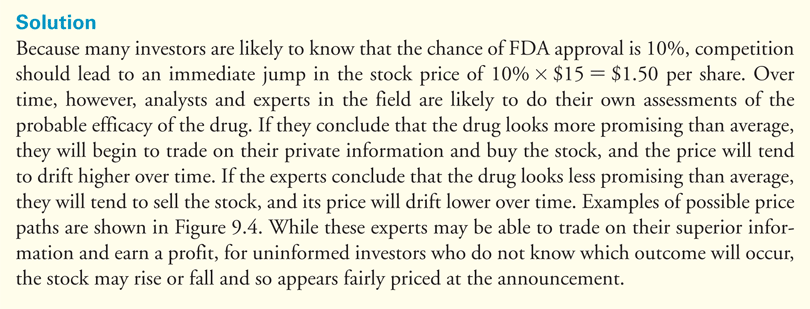 Solution
Because many investors are likely to know that the chance of FDA approval is 10%, competition
should lead to an immediate jump in the stock price of 10% × $15 = $1.50 per share. Over
time, however, analysts and experts in the field are likely to do their own assessments of the
probable efficacy of the drug. If they conclude that the drug looks more promising than average,
they will begin to trade on their private information and buy the stock, and the price will tend
to drift higher over time. If the experts conclude that the drug looks less promising than average,
they will tend to sell the stock, and its price will drift lower over time. Examples of possible price
paths are shown in Figure 9.4. While these experts may be able to trade on their superior infor-
mation and earn a profit, for uninformed investors who do not know which outcome will occur,
the stock may rise or fall and so appears fairly priced at the announcement.